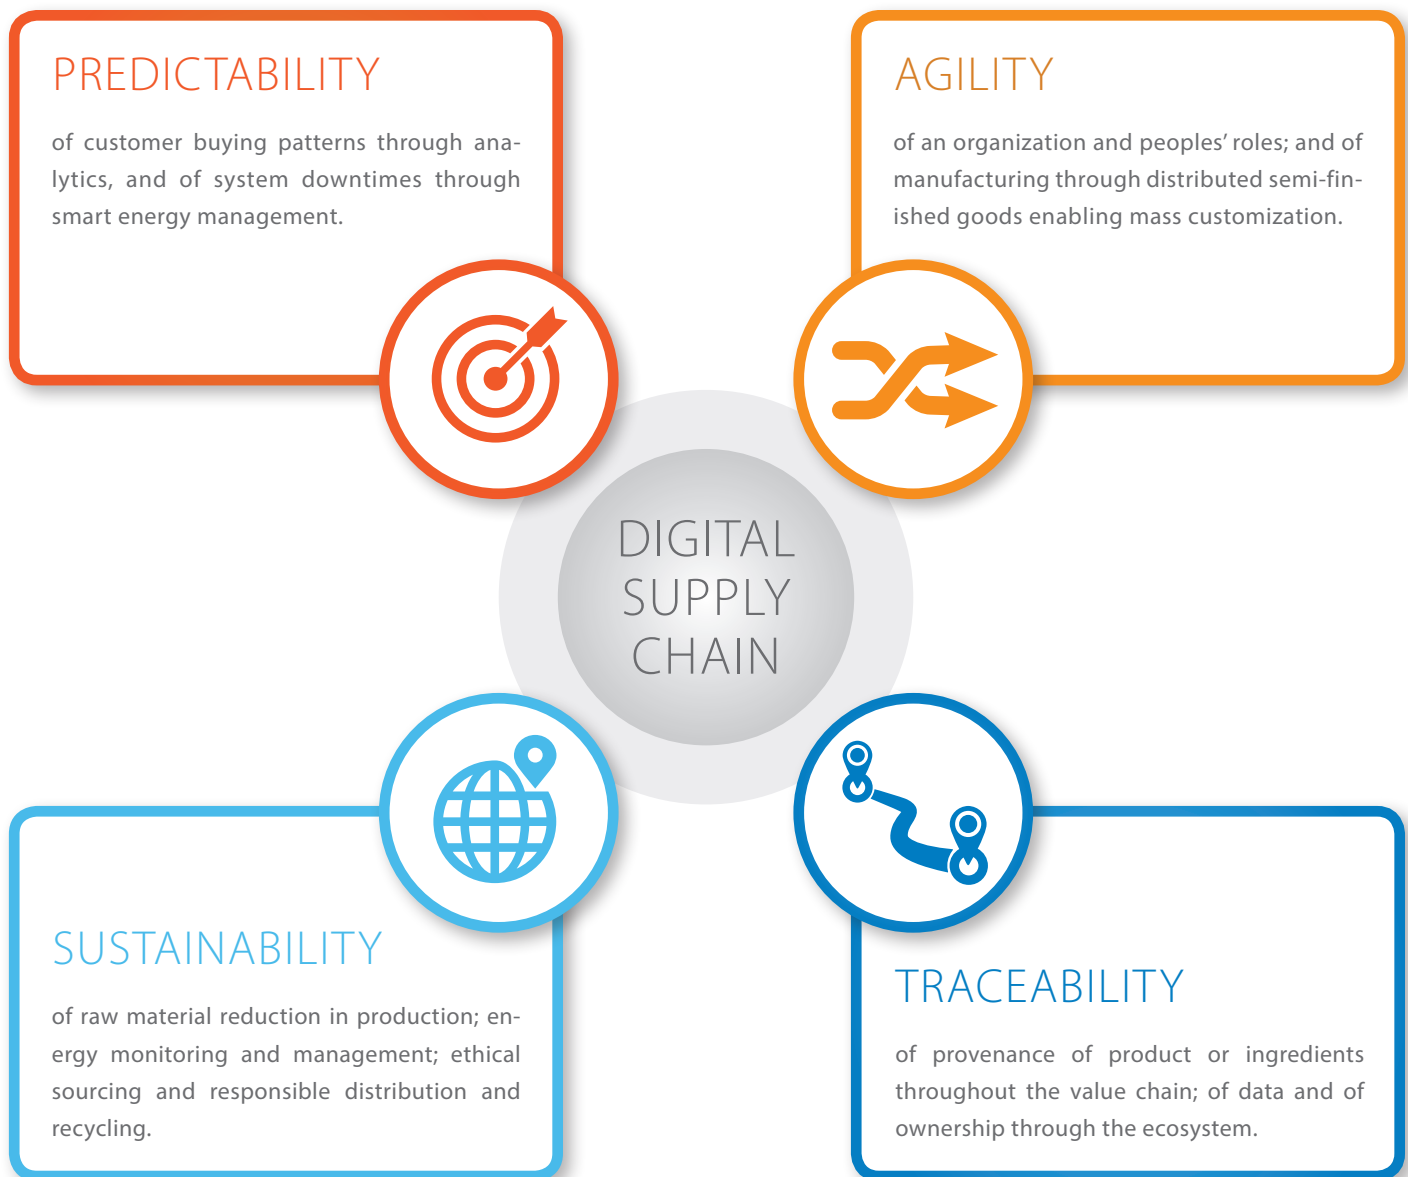 PREDICTABILITY
of customer buying patterns through ana-
lytics, and of system downtimes through
smart energy management.
AGILITY
of an organization and peoples’ roles; and of
manufacturing through distributed semi-fin-
ished goods enabling mass customization.
DIGITAL
SUPPLY
CHAIN
SUSTAINABILITY
of raw material reduction in production; en-
ergy monitoring and management; ethical
sourcing and responsible distribution and
recycling.
TRACEABILITY
of provenance of product or ingredients
throughout the value chain; of data and of
ownership through the ecosystem.